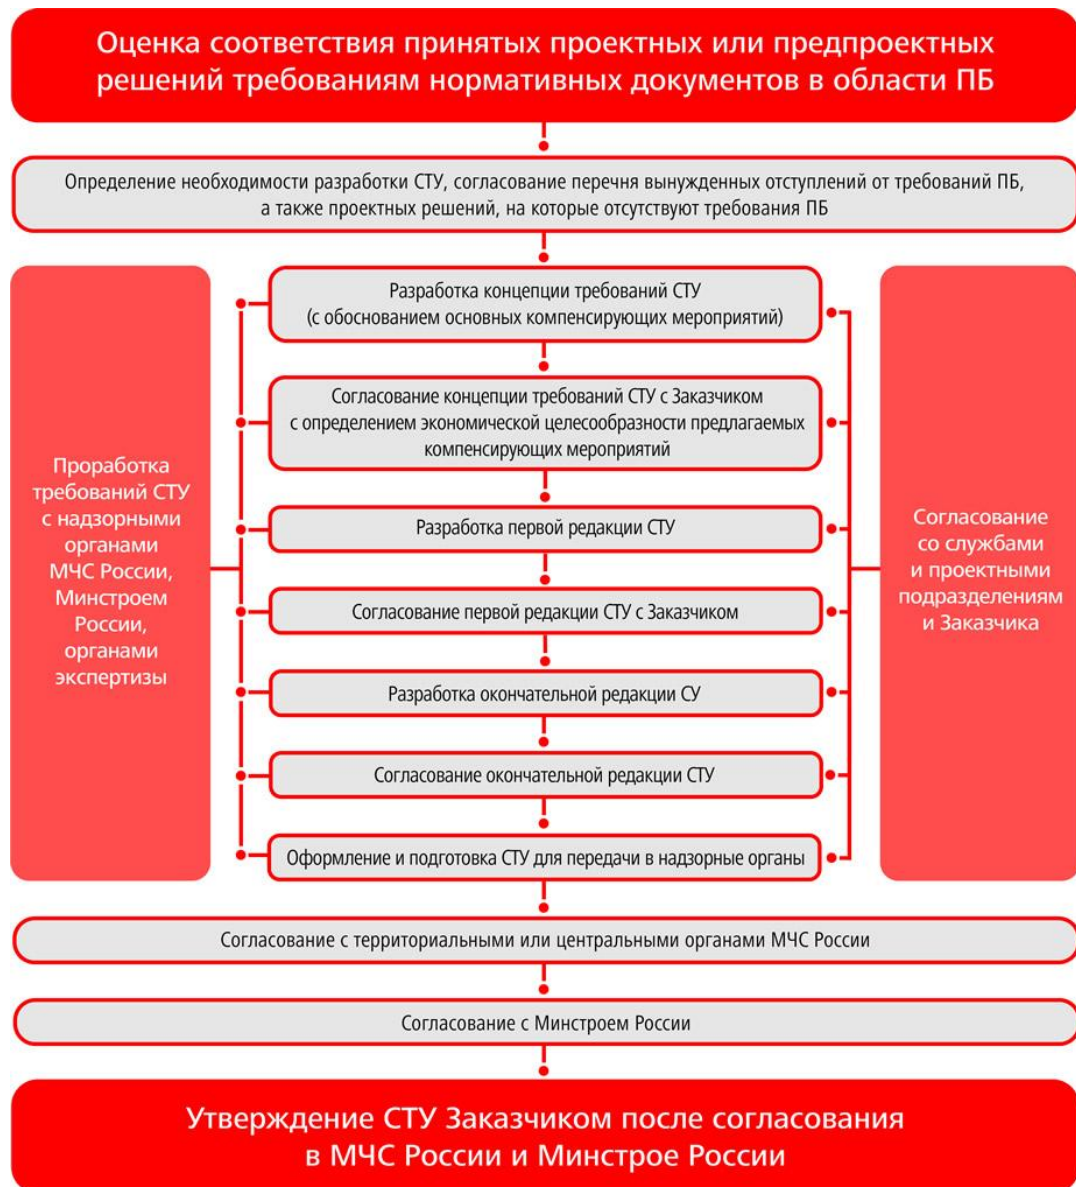 Оценка соответствия принятых проектных или предпроектных
решений требованиям нормативных документов в области ПБ
Определение необходимости разработки СТУ, согласование перечня вынужденных отступлений от требований ПБ,
а также проектных решений, на которые отсутствуют требования ПБ
Разработка концепции требований СТУ
(с обоснованием основных компенсирующих мероприятий)
Согласование концепции требований СТУ с Заказчиком
с определением экономической целесообразности предлагаемых
компенсирующих мероприятий
Проработка
требований СТУ
с надзорными
органами
МЧС России,
Минстроем
России,
органами
экспертизы
Разработка первой редакции СТУ
Согласование первой редакции СТУ с Заказчиком
Разработка окончательной редакции СУ
Согласование окончательной редакции СТУ
Оформление и подготовка СТУ для передачи в надзорные органы
Согласование
со службами
и проектными
подразделениям
и Заказчика
Согласование с территориальными или центральными органами МЧС России
Согласование с Минстроем России
Утверждение СТУ Заказчиком после согласования
в МЧС России и Минстрое России